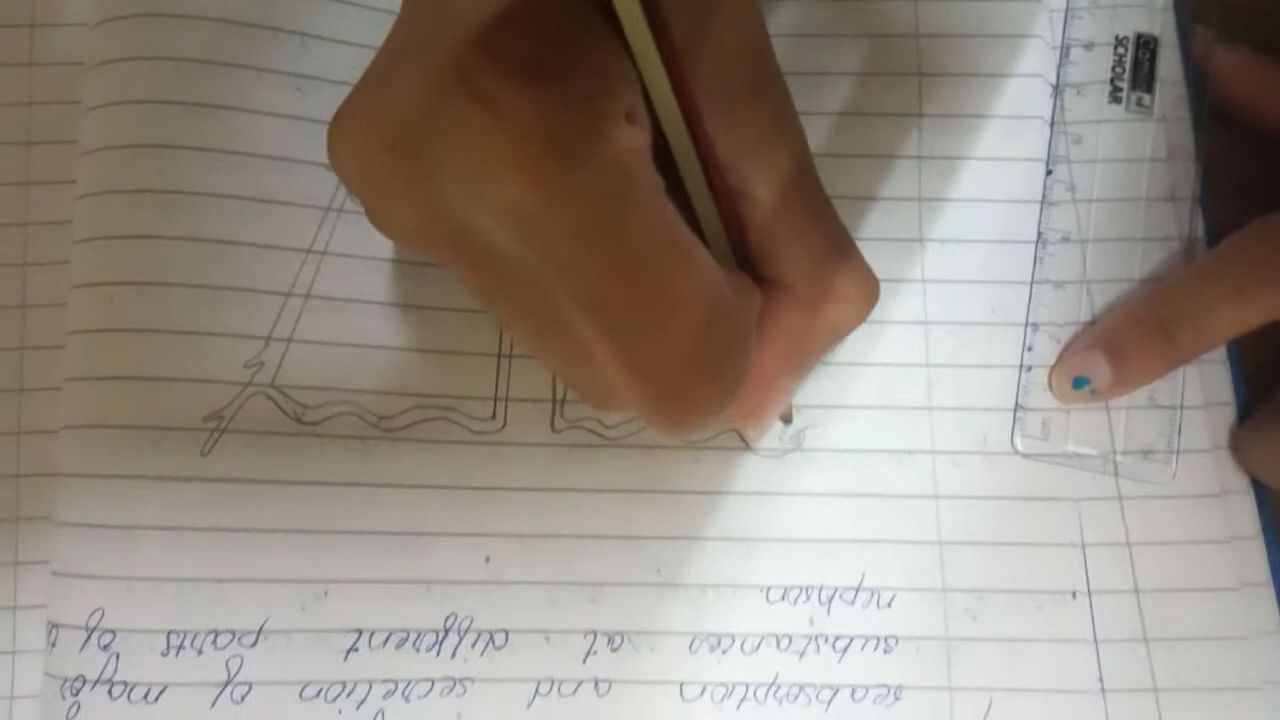 reabsorption and secretion of major
substances at different parts of
nephron.
SCHOLAR